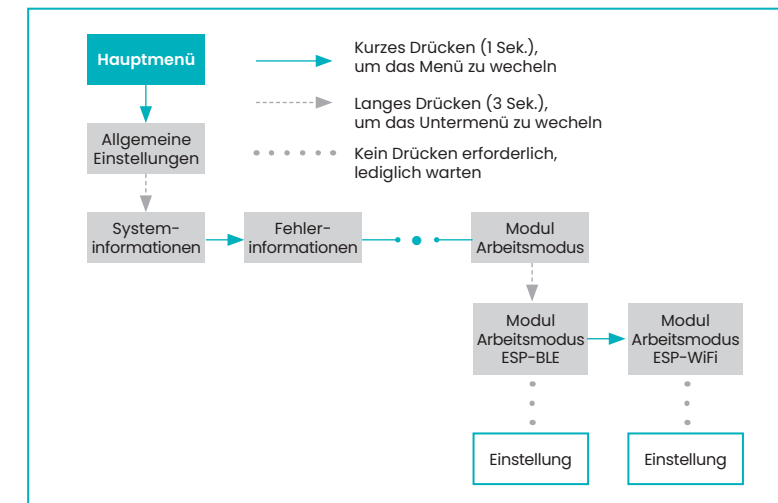 Hauptmenü
Kurzes Drücken (1 Sek.),
um das Menü zu wecheln
Langes Drücken (3 Sek.),
um das Untermenü zu wecheln
Kein Drücken erforderlich,
lediglich warten
Allgemeine
Einstellungen
System-
informationen
Fehler-
informationen
Modul
Arbeitsmodus
Modul
Arbeitsmodus
ESP-BLE
Modul
Arbeitsmodus
ESP-WiFi
Einstellung
Einstellung